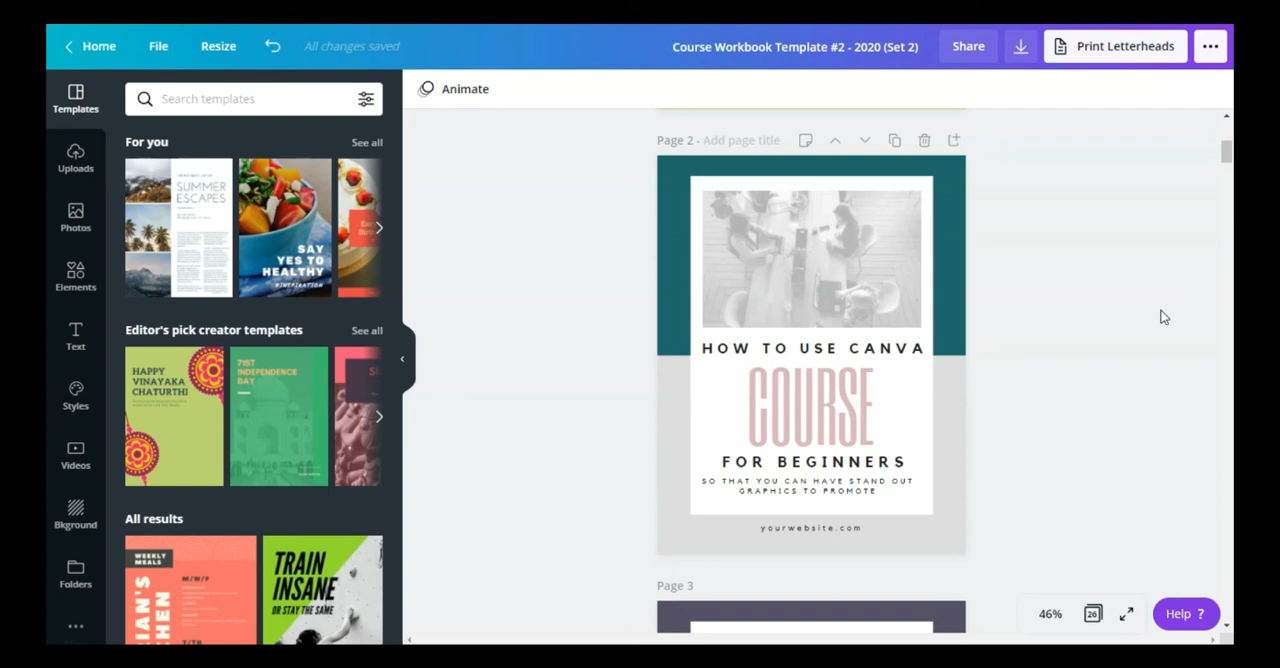 Home
File
Resize
All changes saved
Course Workbook Template #2 - 2020 (Set 2)
Share
Print Letterheads
Templates
Uploads
Photos
Elements
Text
Styles
Videos
Bkground
Folders
Search templates
For you
See all
SUMMER
ESCAPES
SAY
YES TO
HEALTHY
#INSPIRATION
Editor's pick creator templates
See all
HAPPY
VINAYAKA
CHATURTHI
71ST
INDEPENDENCE
DAY
All results
WEEKLY
MEALS
M/W/F
T/TH
TRAIN
INSANE
OR STAY THE SAME
Animate
Page 2 - Add page title
HOW TO USE CANVA
COURSE
FOR BEGINNERS
SO THAT YOU CAN HAVE STAND OUT
GRAPHICS TO PROMOTE
yourwebsite.com
Page 3
46%
26
Help ?